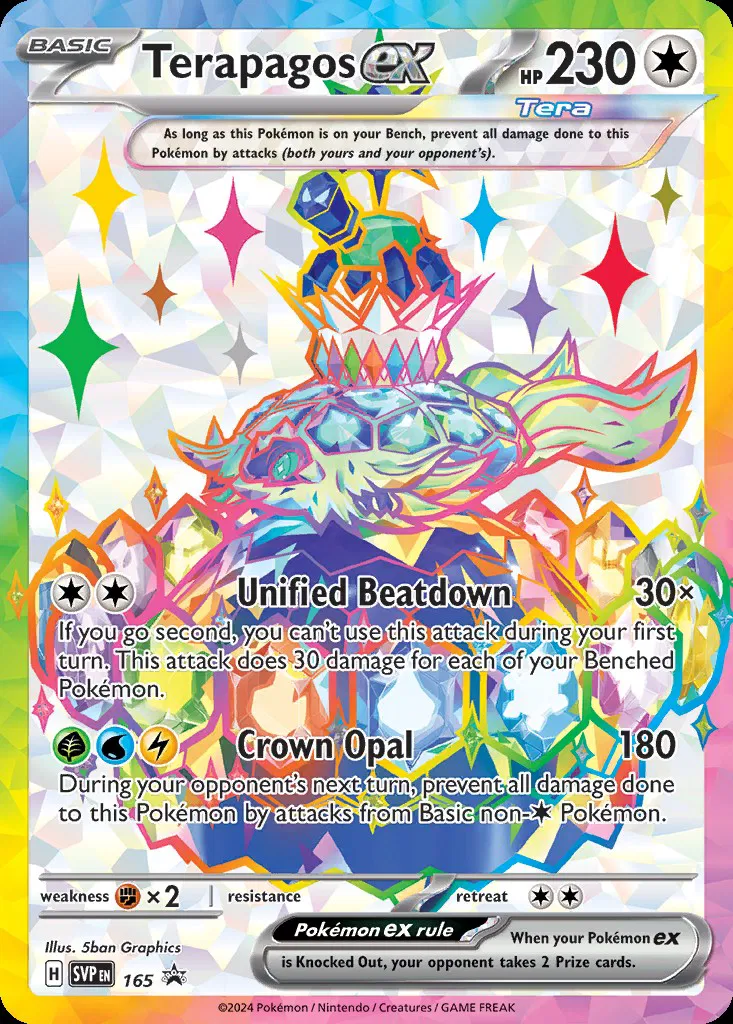 BASIC
Terapagos ex
HP 230
Tera
As long as this Pokémon is on your Bench, prevent all damage done to this
Pokémon by attacks (both yours and your opponent's).
Unified Beatdown 30×
If you go second, you can't use this attack during your first
turn. This attack does 30 damage for each of your Benched
Pokémon.
Crown Opal 180
During your opponent's next turn, prevent all damage done
to this Pokémon by attacks from Basic non- Pokémon.
weakness ×2 resistance retreat
Illus. 5ban Graphics
Pokémon ex rule
When your Pokémon ex
is Knocked Out, your opponent takes 2 Prize cards.
H SVP EN 165
©2024 Pokémon / Nintendo / Creatures / GAME FREAK